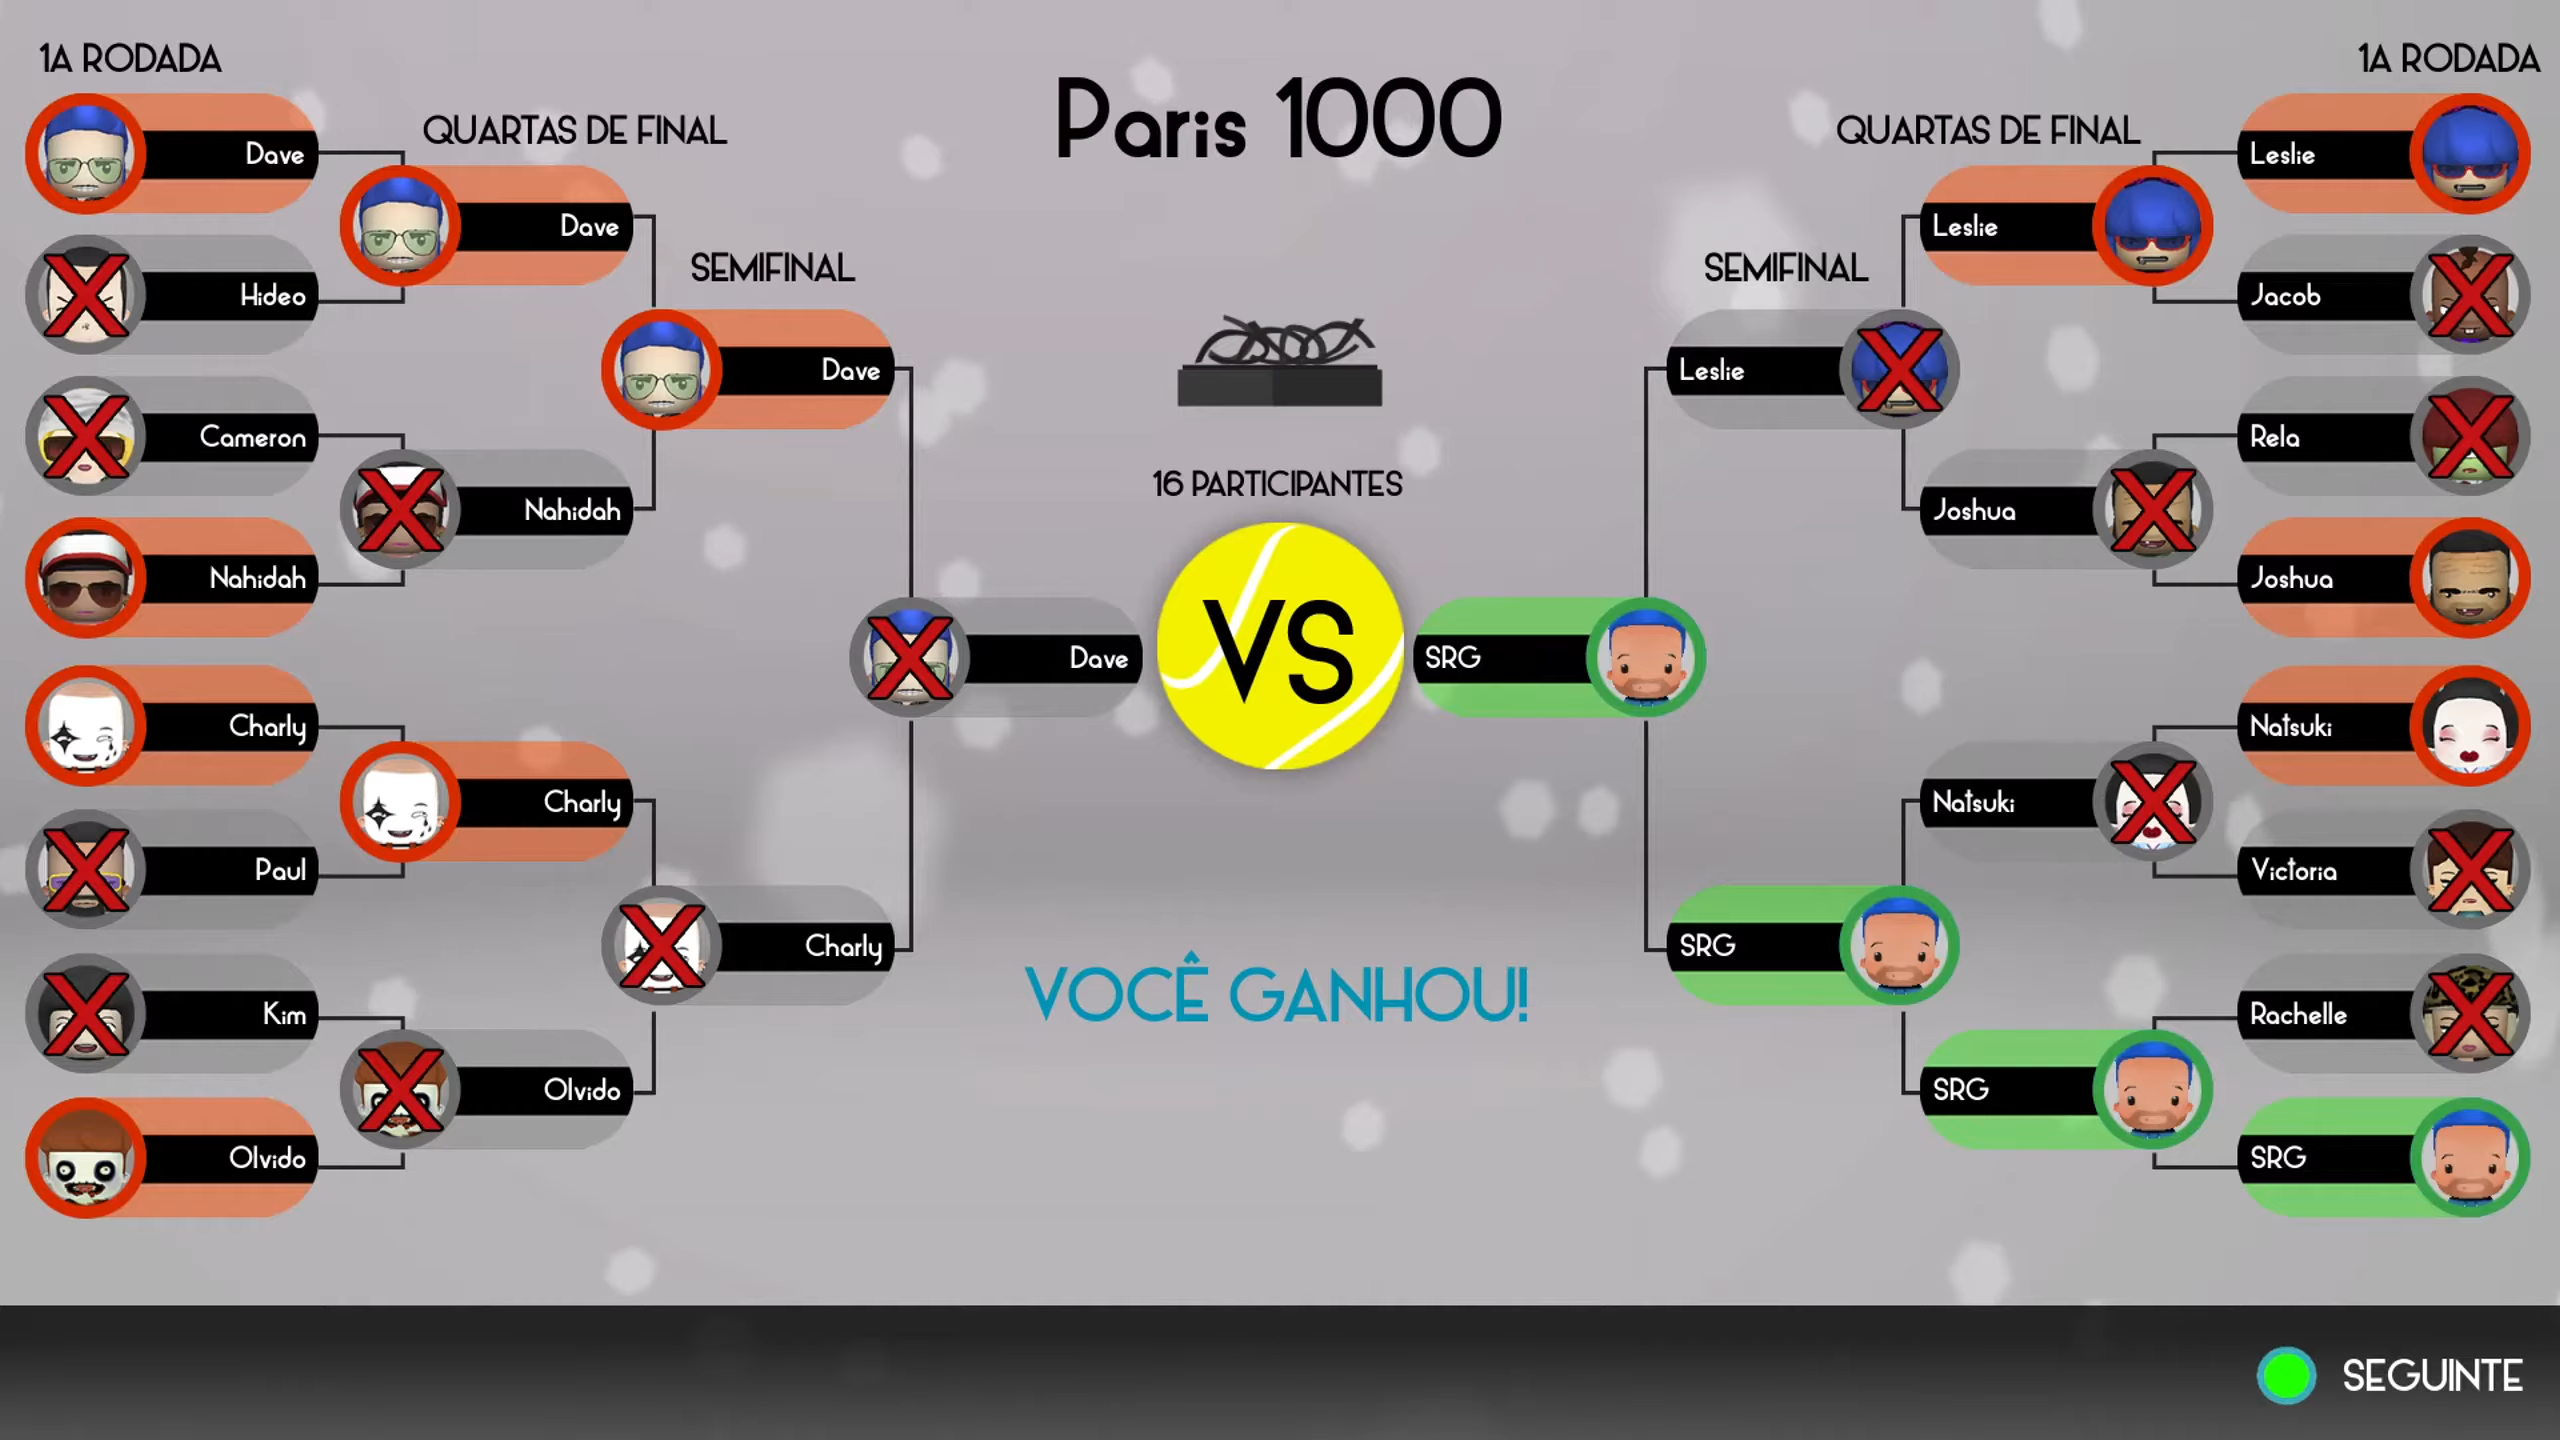 1A RODADA
1A RODADA
Paris 1000
QUARTAS DE FINAL
QUARTAS DE FINAL
Dave
Leslie
Dave
Leslie
SEMIFINAL
SEMIFINAL
Hideo
Jacob
Dave
Leslie
Cameron
Rela
16 PARTICIPANTES
Nahidah
Joshua
Nahidah
Joshua
Dave
VS
SRG
Charly
Natsuki
Charly
Natsuki
Paul
Victoria
Charly
SRG
VOCÊ GANHOU!
Kim
Rachelle
Olvido
SRG
Olvido
SRG
SEGUINTE